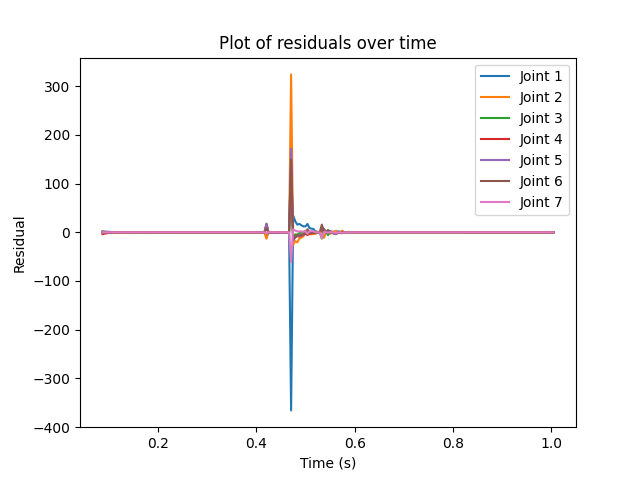 Plot of residuals over time
Joint 1
Joint 2
Joint 3
Joint 4
Joint 5
Joint 6
Joint 7
300
200
100
0
−100
−200
−300
−400
Residual
0.2
0.4
0.6
0.8
1.0
Time (s)